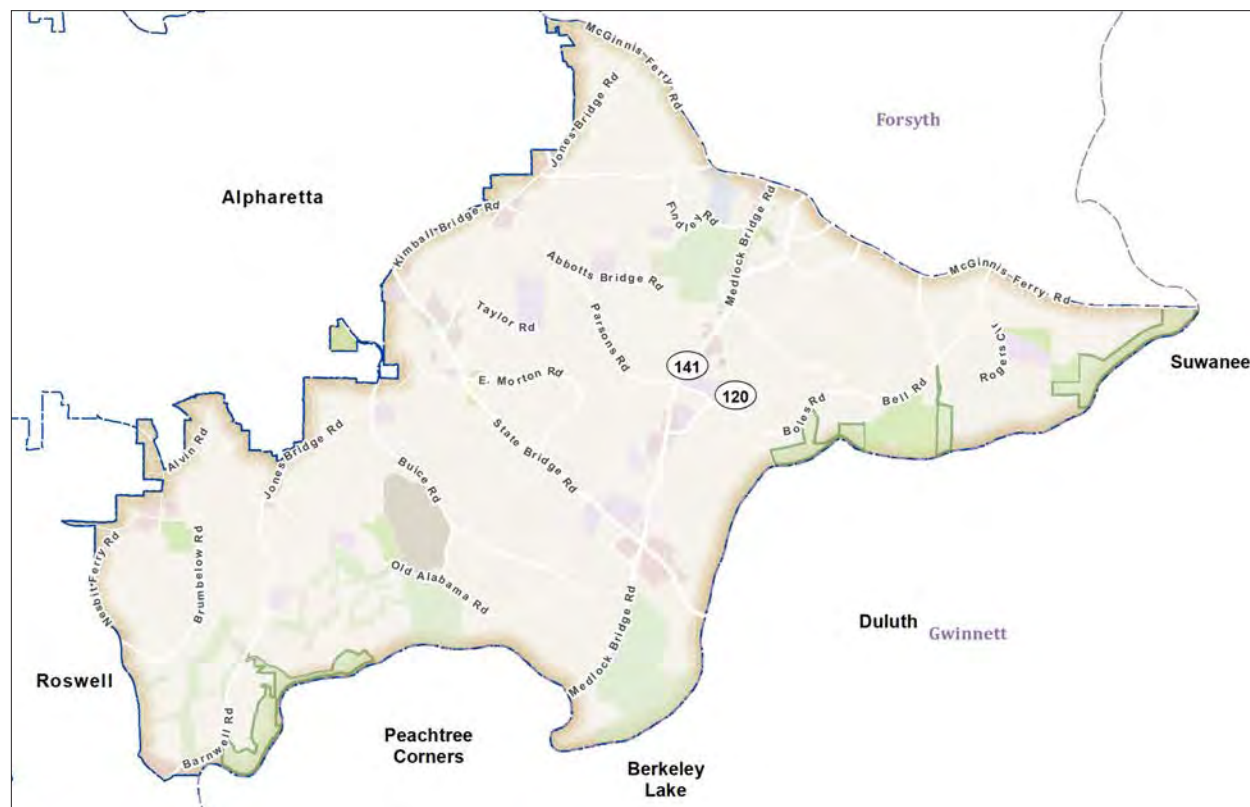 McGinnis-Ferry-Rd
Jones-Bridge Rd
Forsyth
Alpharetta
Kimball-Bridge Rd
Findley Rd
Medlock Bridge Rd
Abbotts Bridge Rd
McGinnis-Ferry Rd
Taylor Rd
Parsons Rd
Rogers Cir
141
Suwanee
E. Morton Rd
120
Boles Rd
Bell Rd
Alvin Rd
Jones-Bridge Rd
State Bridge Rd
Buice Rd
Nesbit-Ferry Rd
Brumbelow Rd
Old Alabama Rd
Medlock Bridge Rd
Duluth
Gwinnett
Roswell
Barnwell Rd
Peachtree
Corners
Berkeley
Lake